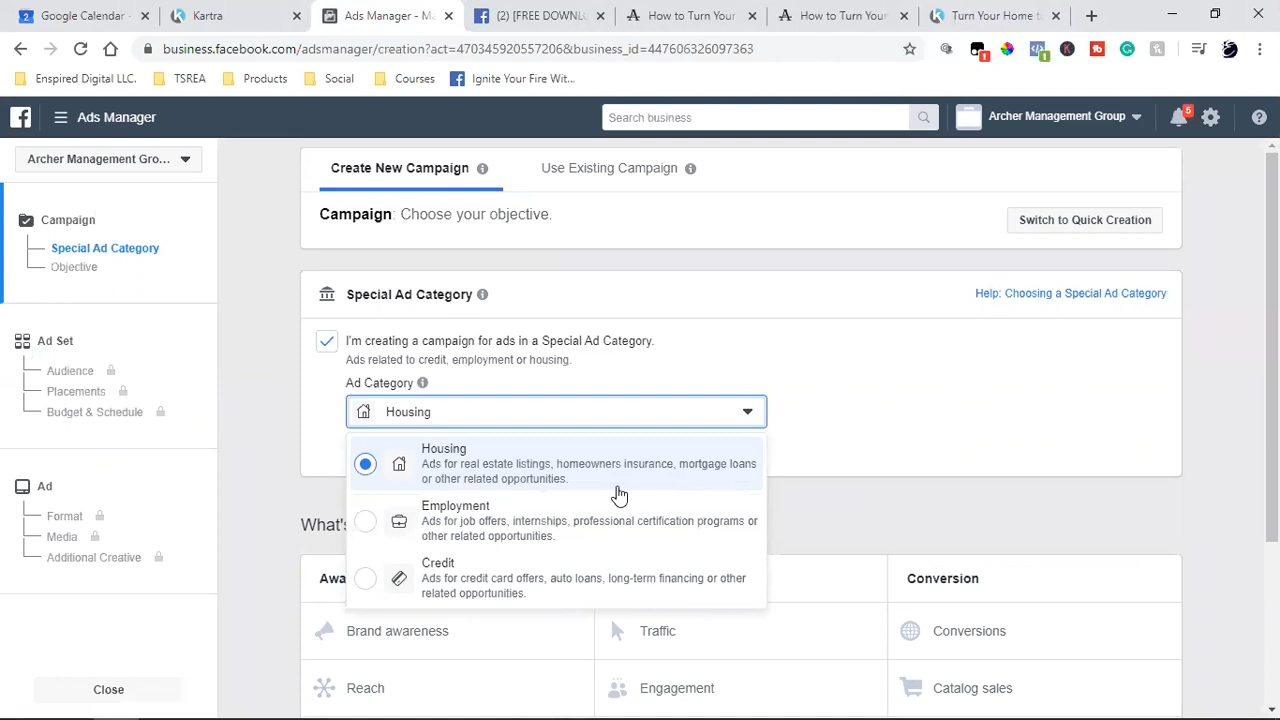 Google Calendar -
Kartra
Ads Manager - M
(2) [FREE DOWNL
How to Turn Your
How to Turn You
Turn Your Home to
business.facebook.com/adsmanager/creation?act=470345920557206&business_id=447606326097363
1
1
Enspired Digital LLC.
TSREA
Products
Social
Courses
Ignite Your Fire Wit...
Ads Manager
Search business
Archer Management Group
5
Archer Management Gro...
Campaign
Special Ad Category
Objective
Ad Set
Audience
Placements
Budget & Schedule
Ad
Format
Media
Additional Creative
Close
Create New Campaign
Use Existing Campaign
Campaign: Choose your objective.
Switch to Quick Creation
Special Ad Category
Help: Choosing a Special Ad Category
I'm creating a campaign for ads in a Special Ad Category.
Ads related to credit, employment or housing.
Ad Category
Housing
Housing
Ads for real estate listings, homeowners insurance, mortgage loans
or other related opportunities.
Employment
Ads for job offers, internships, professional certification programs or
other related opportunities.
Credit
Ads for credit card offers, auto loans, long-term financing or other
related opportunities.
What's
Awa
Conversion
Brand awareness
Traffic
Conversions
Reach
Engagement
Catalog sales